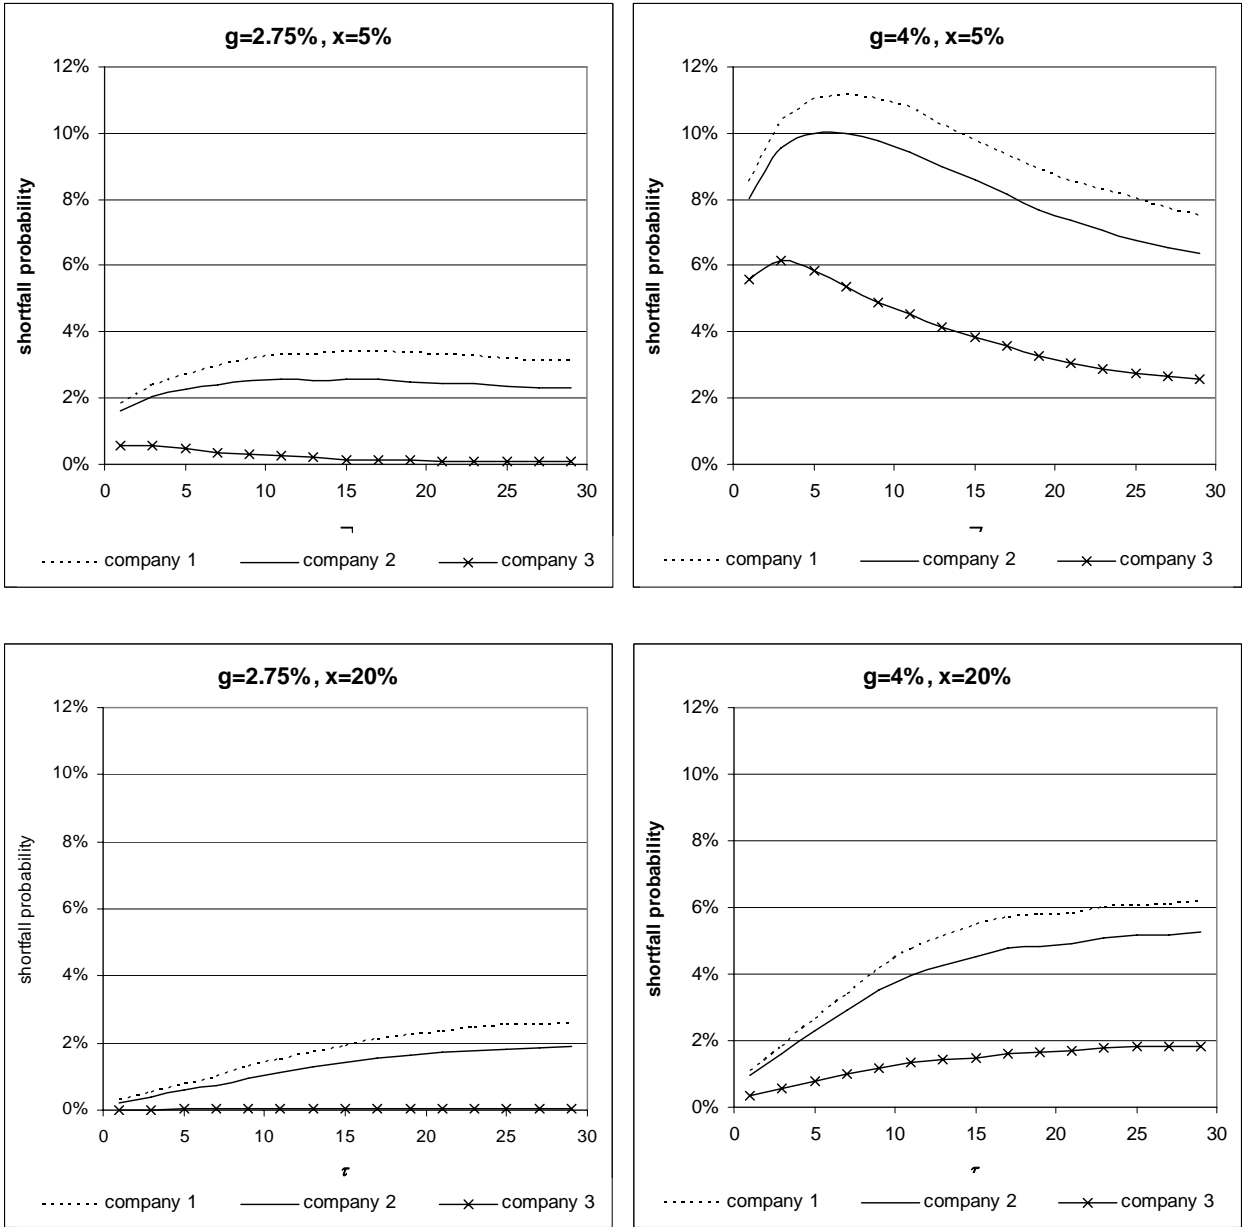 g=2.75%, x=5%
12%
10%
8%
6%
4%
2%
0%
shortfall probability
0 5 10 15 20 25 30
company 1 company 2 company 3
g=4%, x=5%
12%
10%
8%
6%
4%
2%
0%
shortfall probability
0 5 10 15 20 25 30
company 1 company 2 company 3
g=2.75%, x=20%
12%
10%
8%
6%
4%
2%
0%
shortfall probability
0 5 10 15 20 25 30
τ
company 1 company 2 company 3
g=4%, x=20%
12%
10%
8%
6%
4%
2%
0%
shortfall probability
0 5 10 15 20 25 30
company 1 company 2 company 3